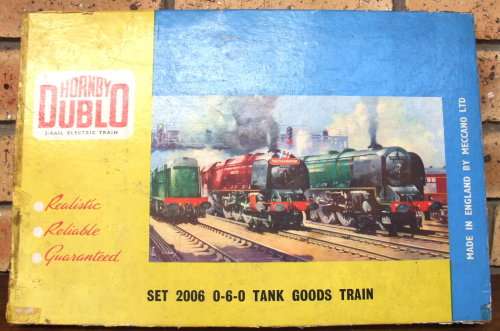 HORNBY
DUBLO
2-RAIL ELECTRIC TRAIN
Realistic
Reliable
Guaranteed
SET 2006 0-6-0 TANK GOODS TRAIN
MADE IN ENGLAND BY MECCANO LTD